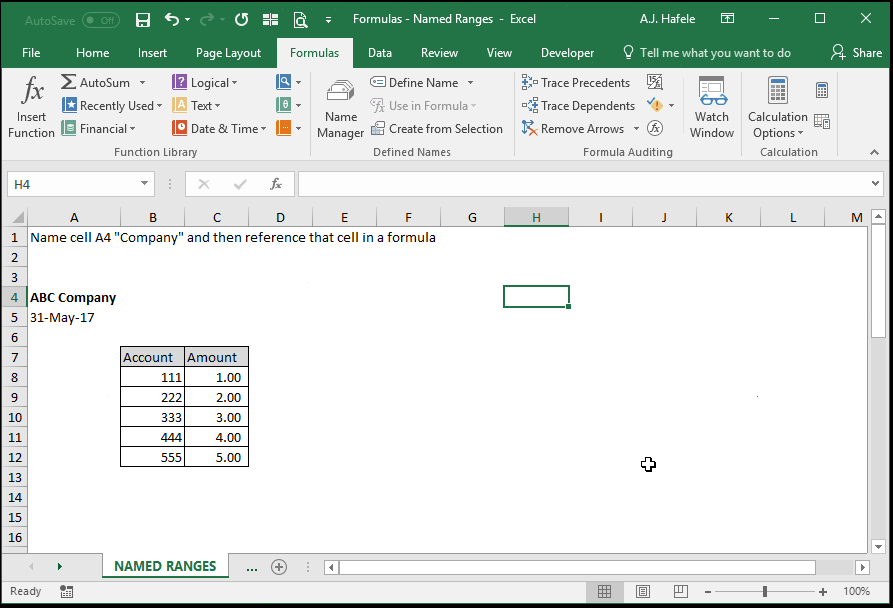 AutoSave Off Formulas - Named Ranges - Excel A.J. Hafele
File Home Insert Page Layout Formulas Data Review View Developer Tell me what you want to do Share
fx Insert Function
AutoSum
Recently Used
Financial
Logical
Text
Date & Time
Function Library
Name Manager
Define Name
Use in Formula
Create from Selection
Defined Names
Trace Precedents
Trace Dependents
Remove Arrows
Formula Auditing
Watch Window
Calculation Options
Calculation
H4 fx
A B C D E F G H I J K L M
1 Name cell A4 "Company" and then reference that cell in a formula
2
3
4 ABC Company
5 31-May-17
6
7 Account Amount
8 111 1.00
9 222 2.00
10 333 3.00
11 444 4.00
12 555 5.00
13
14
15
16
NAMED RANGES ...
Ready 100%